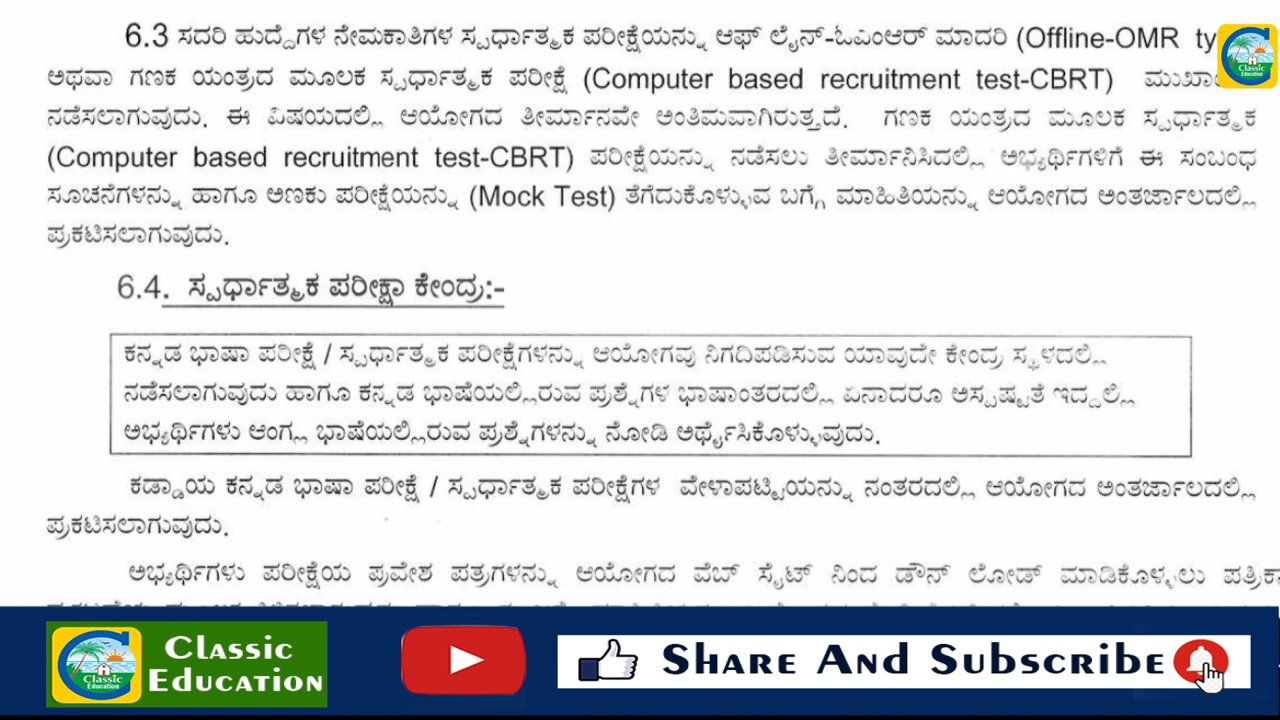 6.3 ಸದರಿ ಹುದ್ದೆಗಳ ನೇಮಕಾತಿಗಳ ಸ್ಪರ್ಧಾತ್ಮಕ ಪರೀಕ್ಷೆಯನ್ನು ಆಫ್ ಲೈನ್-ಓಎಂಆರ್ ಮಾದರಿ (Offline-OMR
ಅಥವಾ ಗಣಕ ಯಂತ್ರದ ಮೂಲಕ ಸ್ಪರ್ಧಾತ್ಮಕ ಪರೀಕ್ಷೆ (Computer based recruitment test-CBRT)
ನಡೆಸಲಾಗುವುದು. ಈ ವಿಷಯದಲ್ಲಿ ಆಯೋಗದ ತೀರ್ಮಾನವೇ ಅಂತಿಮವಾಗಿರುತ್ತದೆ. ಗಣಕ ಯಂತ್ರದ ಮೂಲಕ ಸ್ಪರ್ಧಾತ್ಮಕ
(Computer based recruitment test-CBRT) ಪರೀಕ್ಷೆಯನ್ನು ನಡೆಸಲು ತೀರ್ಮಾನಿಸಿದಲ್ಲಿ ಅಭ್ಯರ್ಥಿಗಳಿಗೆ ಈ ಸಂಬಂಧ
ಸೂಚನೆಗಳನ್ನು ಹಾಗೂ ಅಣಕು ಪರೀಕ್ಷೆಯನ್ನು (Mock Test) ತೆಗೆದುಕೊಳ್ಳುವ ಬಗ್ಗೆ ಮಾಹಿತಿಯನ್ನು ಆಯೋಗದ ಅಂತರ್ಜಾಲದಲ್ಲಿ
ಪ್ರಕಟಿಸಲಾಗುವುದು.
6.4. ಸ್ಪರ್ಧಾತ್ಮಕ ಪರೀಕ್ಷಾ ಕೇಂದ್ರ:-
ಕನ್ನಡ ಭಾಷಾ ಪರೀಕ್ಷೆ / ಸ್ಪರ್ಧಾತ್ಮಕ ಪರೀಕ್ಷೆಗಳನ್ನು ಆಯೋಗವು ನಿಗದಿಪಡಿಸುವ ಯಾವುದೇ ಕೇಂದ್ರ ಸ್ಥಳದಲ್ಲಿ
ನಡೆಸಲಾಗುವುದು ಹಾಗೂ ಕನ್ನಡ ಭಾಷೆಯಲ್ಲಿರುವ ಪ್ರಶ್ನೆಗಳ ಭಾಷಾಂತರದಲ್ಲಿ ಏನಾದರೂ ಅಸ್ಪಷ್ಟತೆ ಇದ್ದಲ್ಲಿ
ಅಭ್ಯರ್ಥಿಗಳು ಆಂಗ್ಲ ಭಾಷೆಯಲ್ಲಿರುವ ಪ್ರಶ್ನೆಗಳನ್ನು ನೋಡಿ ಅರ್ಥೈಸಿಕೊಳ್ಳುವುದು.
ಕಡ್ಡಾಯ ಕನ್ನಡ ಭಾಷಾ ಪರೀಕ್ಷೆ / ಸ್ಪರ್ಧಾತ್ಮಕ ಪರೀಕ್ಷೆಗಳ ವೇಳಾಪಟ್ಟಿಯನ್ನು ನಂತರದಲ್ಲಿ ಆಯೋಗದ ಅಂತರ್ಜಾಲದಲ್ಲಿ
ಪ್ರಕಟಿಸಲಾಗುವುದು.
ಅಭ್ಯರ್ಥಿಗಳು ಪರೀಕ್ಷೆಯ ಪ್ರವೇಶ ಪತ್ರಗಳನ್ನು ಆಯೋಗದ ವೆಬ್ ಸೈಟ್ ನಿಂದ ಡೌನ್ ಲೋಡ್ ಮಾಡಿಕೊಳ್ಳಲು
Classic
Education
Classic
Education
Classic
Education
Share And Subscribe